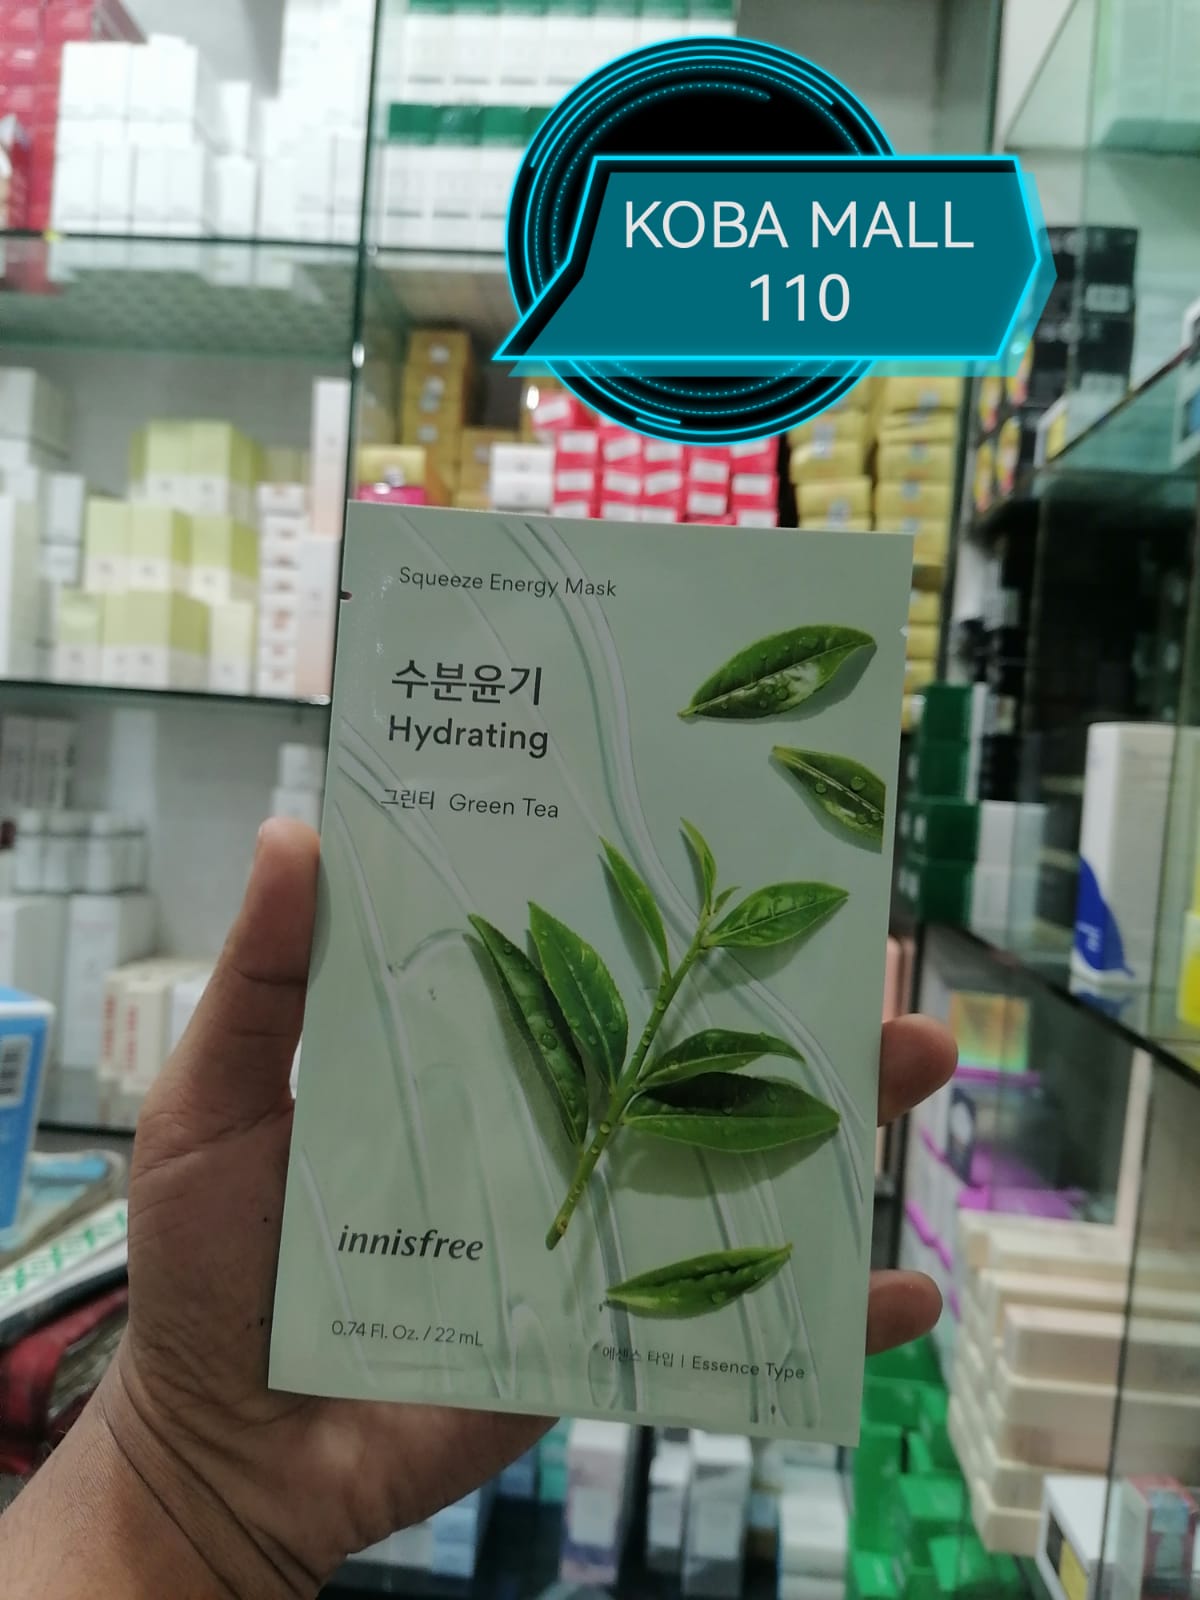 KOBA MALL
110
Squeeze Energy Mask
수분윤기
Hydrating
그린티 Green Tea
innisfree
0.74 Fl. Oz. / 22 mL
에센스 타입 | Essence Type